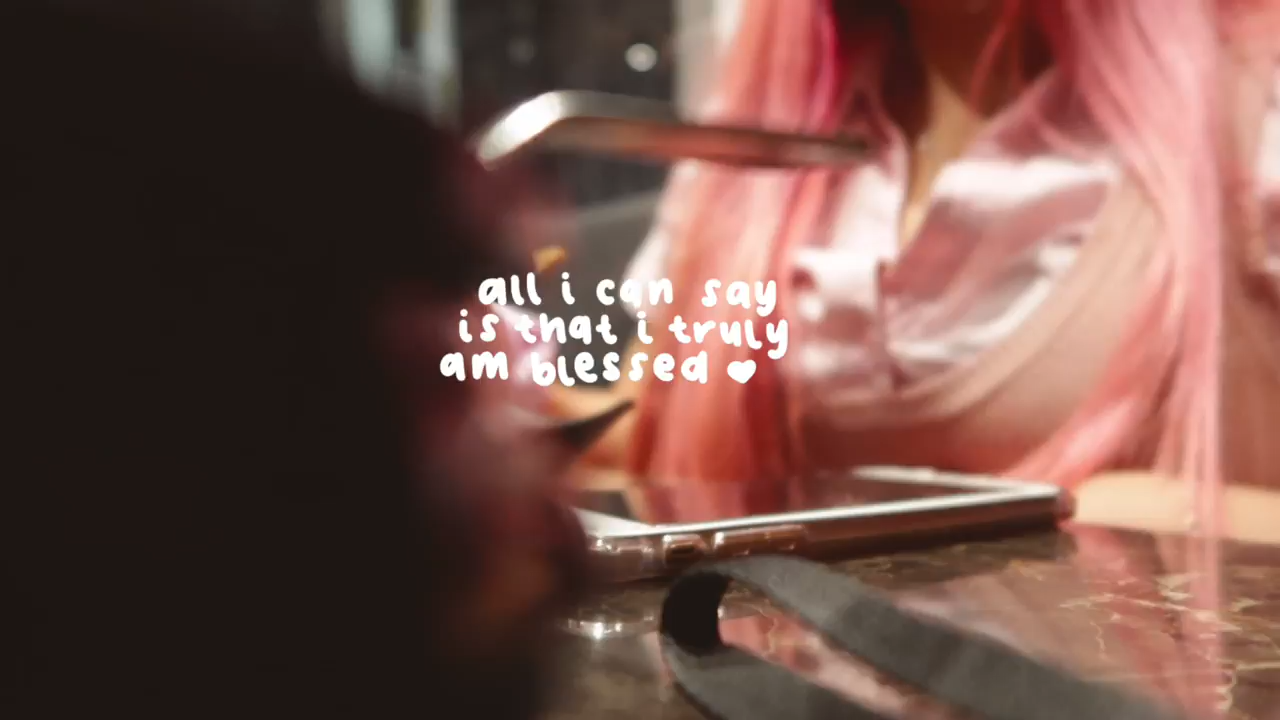 all i can say
is that i truly
am blessed ♥